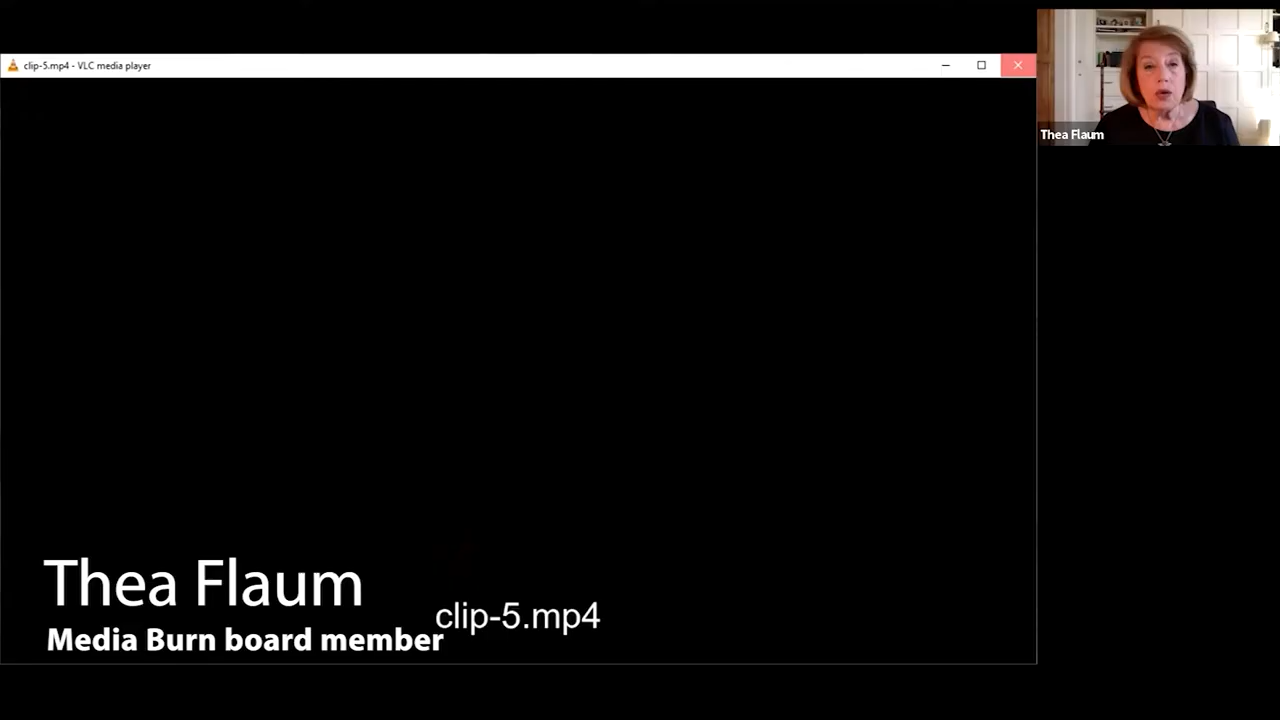 clip-5.mp4 - VLC media player
Thea Flaum
Thea Flaum
clip-5.mp4
Media Burn board member